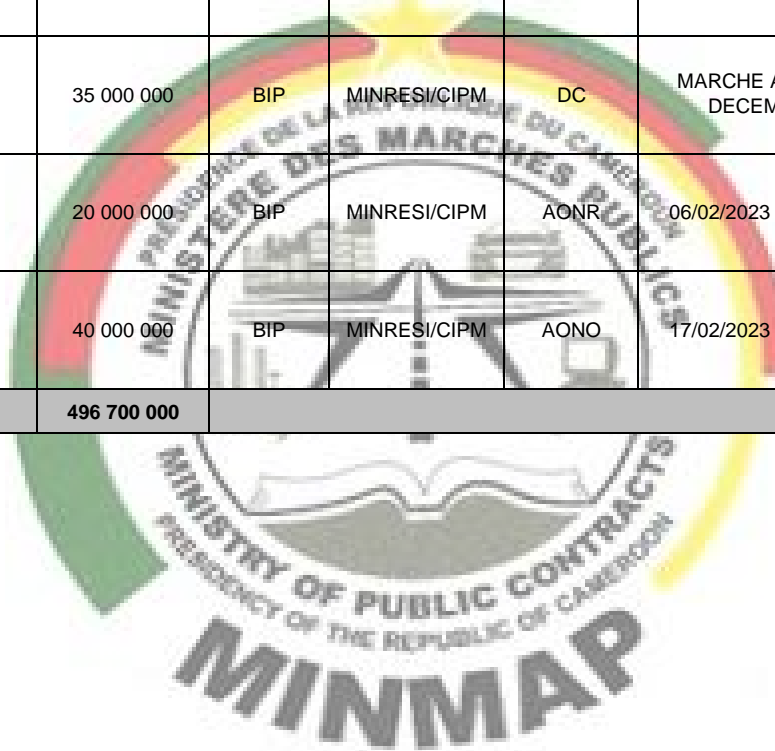 35 000 000 BIP MINRESI/CIPM DC MARCHE
DECEM
20 000 000 BIP MINRESI/CIPM AONR 06/02/2023
40 000 000 BIP MINRESI/CIPM AONO 17/02/2023
496 700 000
PRESIDENCE DE LA REPUBLIQUE DU CAMEROUN
MINISTERE DES MARCHES PUBLICS
MINISTRY OF PUBLIC CONTRACTS
PRESIDENCY OF THE REPUBLIC OF CAMEROON
MINMAP